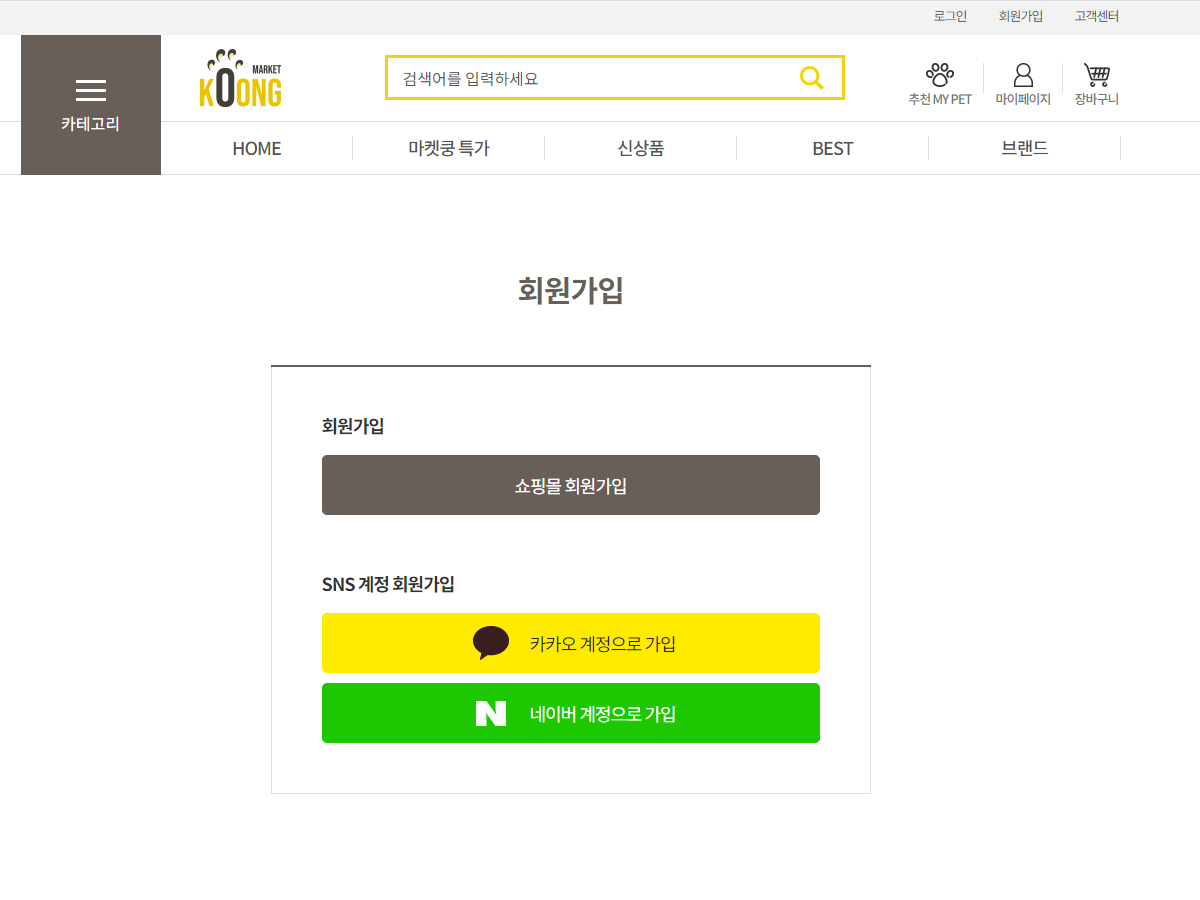 로그인 회원가입 고객센터
카테고리
MARKET
KOONG
검색어를 입력하세요
추천 MY PET 마이페이지 장바구니
HOME 마켓쿵 특가 신상품 BEST 브랜드
회원가입
회원가입
쇼핑몰 회원가입
SNS 계정 회원가입
카카오 계정으로 가입
N 네이버 계정으로 가입